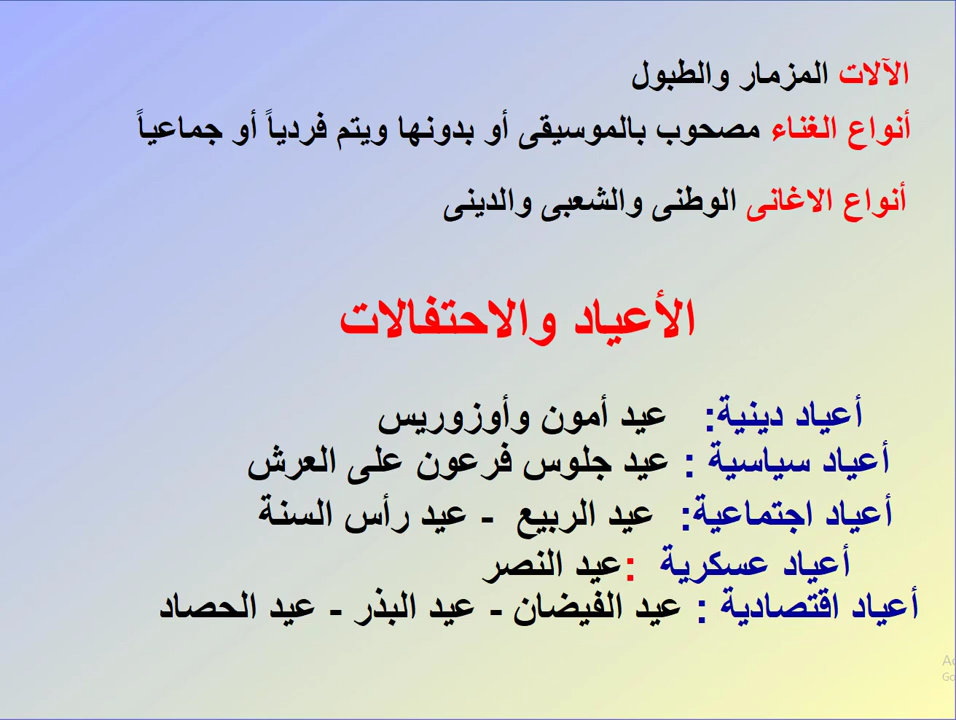 الآلات المزمار والطبول
أنواع الغناء مصحوب بالموسيقى أو بدونها ويتم فردياً أو جماعياً
أنواع الاغانى الوطنى والشعبى والدينى
الأعياد والاحتفالات
أعياد دينية: عيد أمون وأوزوريس
أعياد سياسية : عيد جلوس فرعون على العرش
أعياد اجتماعية: عيد الربيع - عيد رأس السنة
أعياد عسكرية :عيد النصر
أعياد اقتصادية : عيد الفيضان - عيد البذر - عيد الحصاد